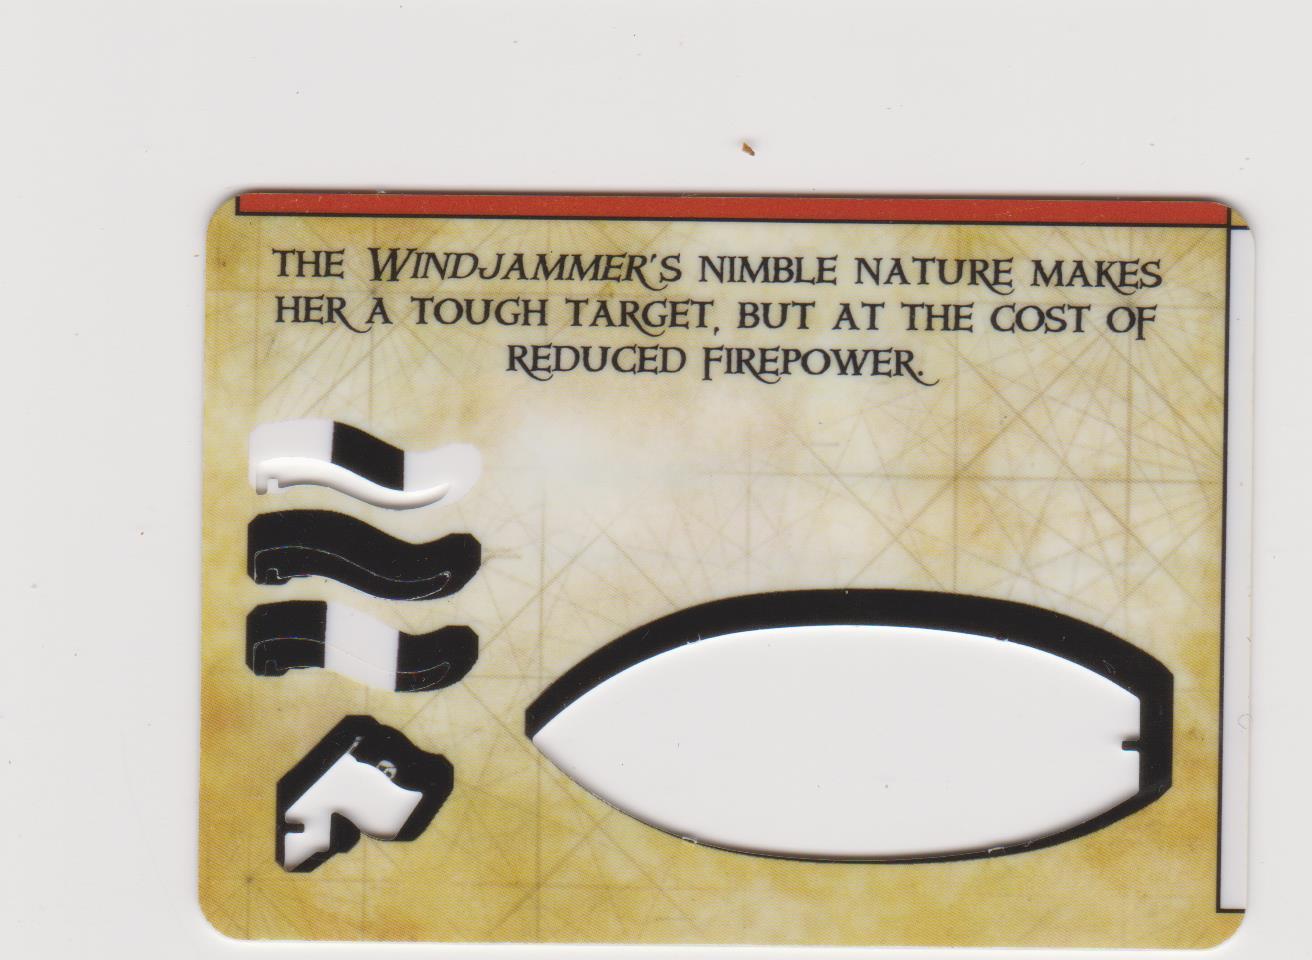 THE WINDJAMMER'S NIMBLE NATURE MAKES
HER A TOUGH TARGET, BUT AT THE COST OF
REDUCED FIREPOWER.